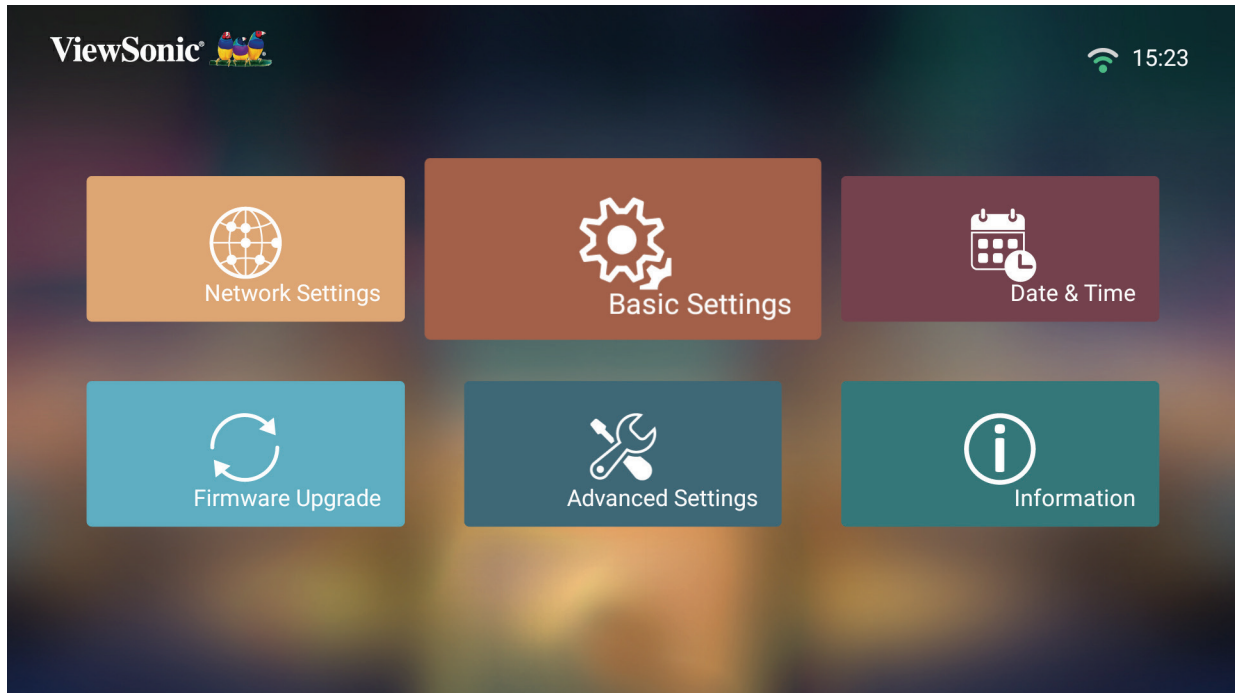 ViewSonic®
15:23
Network Settings
Basic Settings
Date & Time
Firmware Upgrade
Advanced Settings
Information